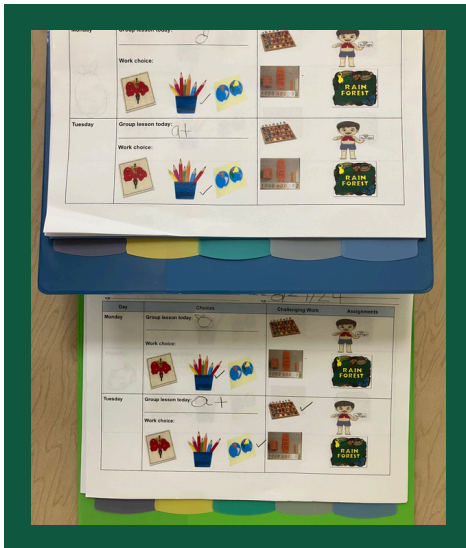 Monday
Group lesson today:
Work choice:
RAIN
FOREST
Tuesday
Group lesson today: a+
Work choice:
RAIN
FOREST
Day Choices Challenging Work Assignments
Monday
Group lesson today:
Work choice:
RAIN
FOREST
Tuesday
Group lesson today: a+
Work choice:
RAIN
FOREST